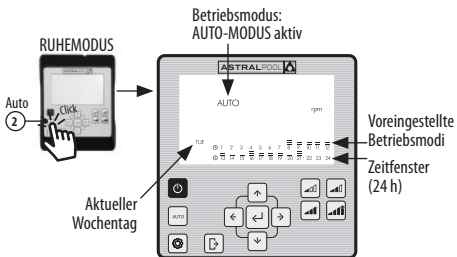 Betriebsmodus:
AUTO-MODUS aktiv
RUHEMODUS
ASTRALPOOL
Auto
2
Click
AUTO
rpm
Voreingestellte
Betriebsmodi
TUE
1 2 3 4 5 6 7 8 9 10 11 12
13 14 15 16 17 18 19 20 21 22 23 24
Zeitfenster
(24 h)
Aktueller
Wochentag
AUTO